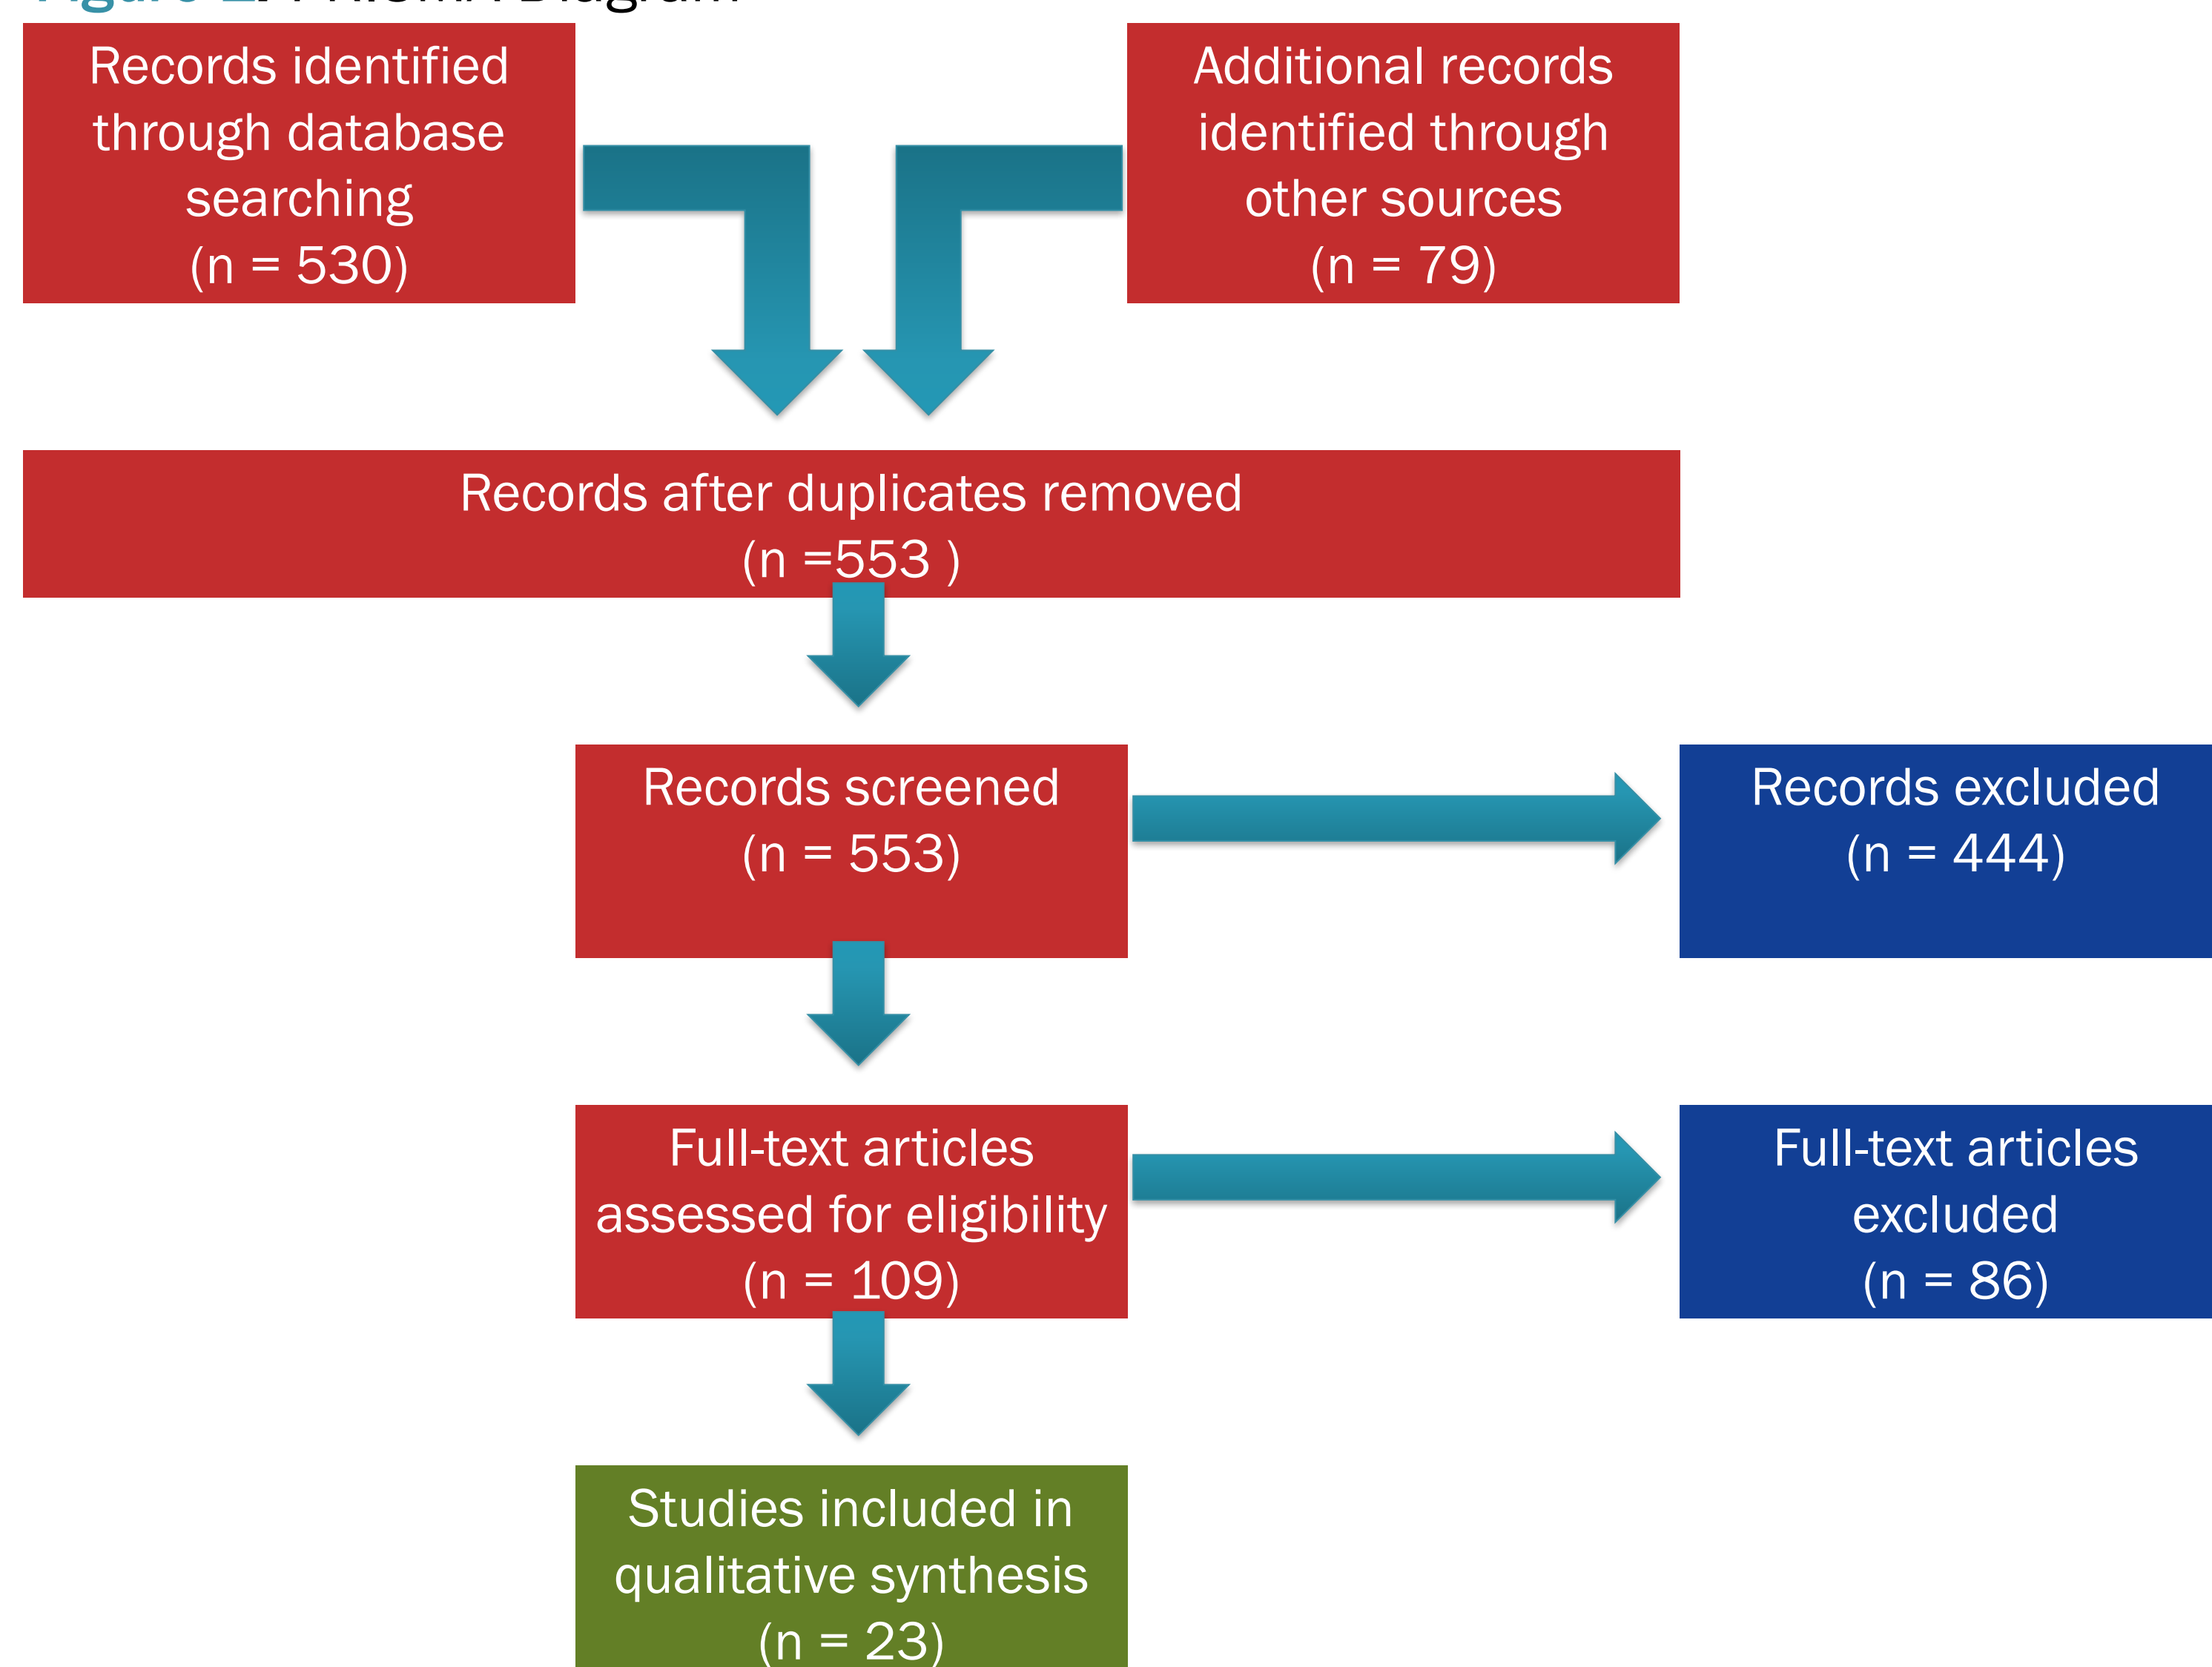 Records identified
through database
searching
(n = 530)
Additional records
identified through
other sources
(n = 79)
Records after duplicates removed
(n =553 )
Records screened
(n = 553)
Records excluded
(n = 444)
Full-text articles
assessed for eligibility
(n = 109)
Full-text articles
excluded
(n = 86)
Studies included in
qualitative synthesis
(n = 23)